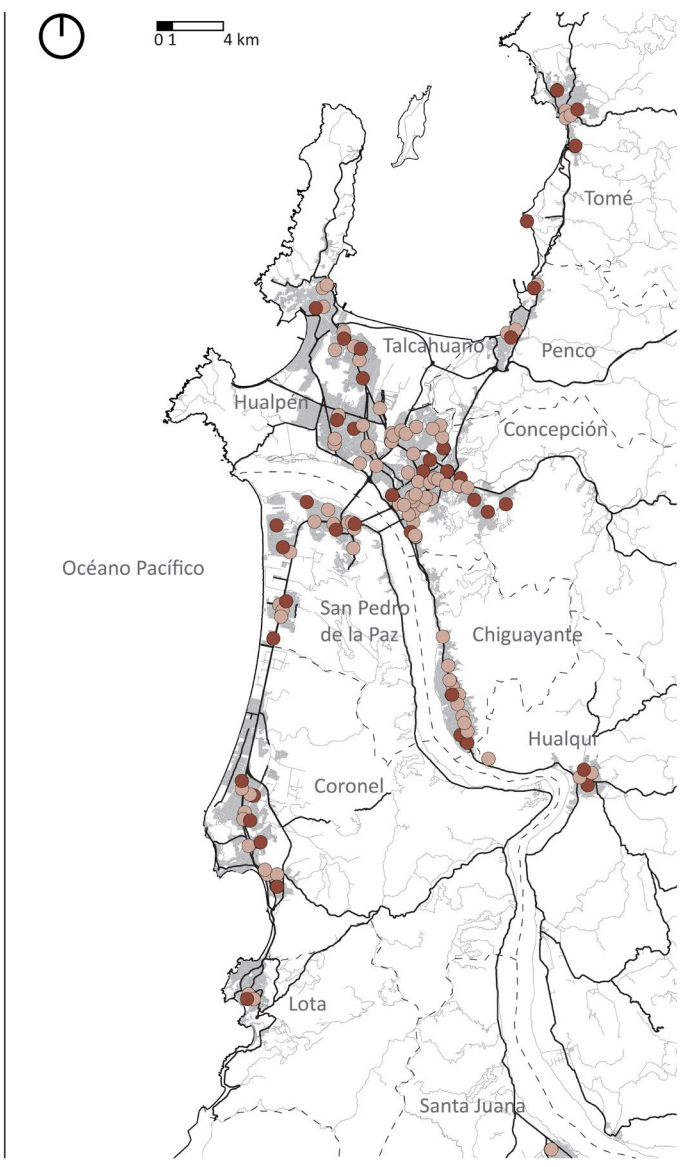 0 1 4 km
Tomé
Talcahuano
Penco
Hualpén
Concepción
Océano Pacífico
San Pedro
de la Paz
Chiguayante
Hualqui
Coronel
Lota
Santa Juana